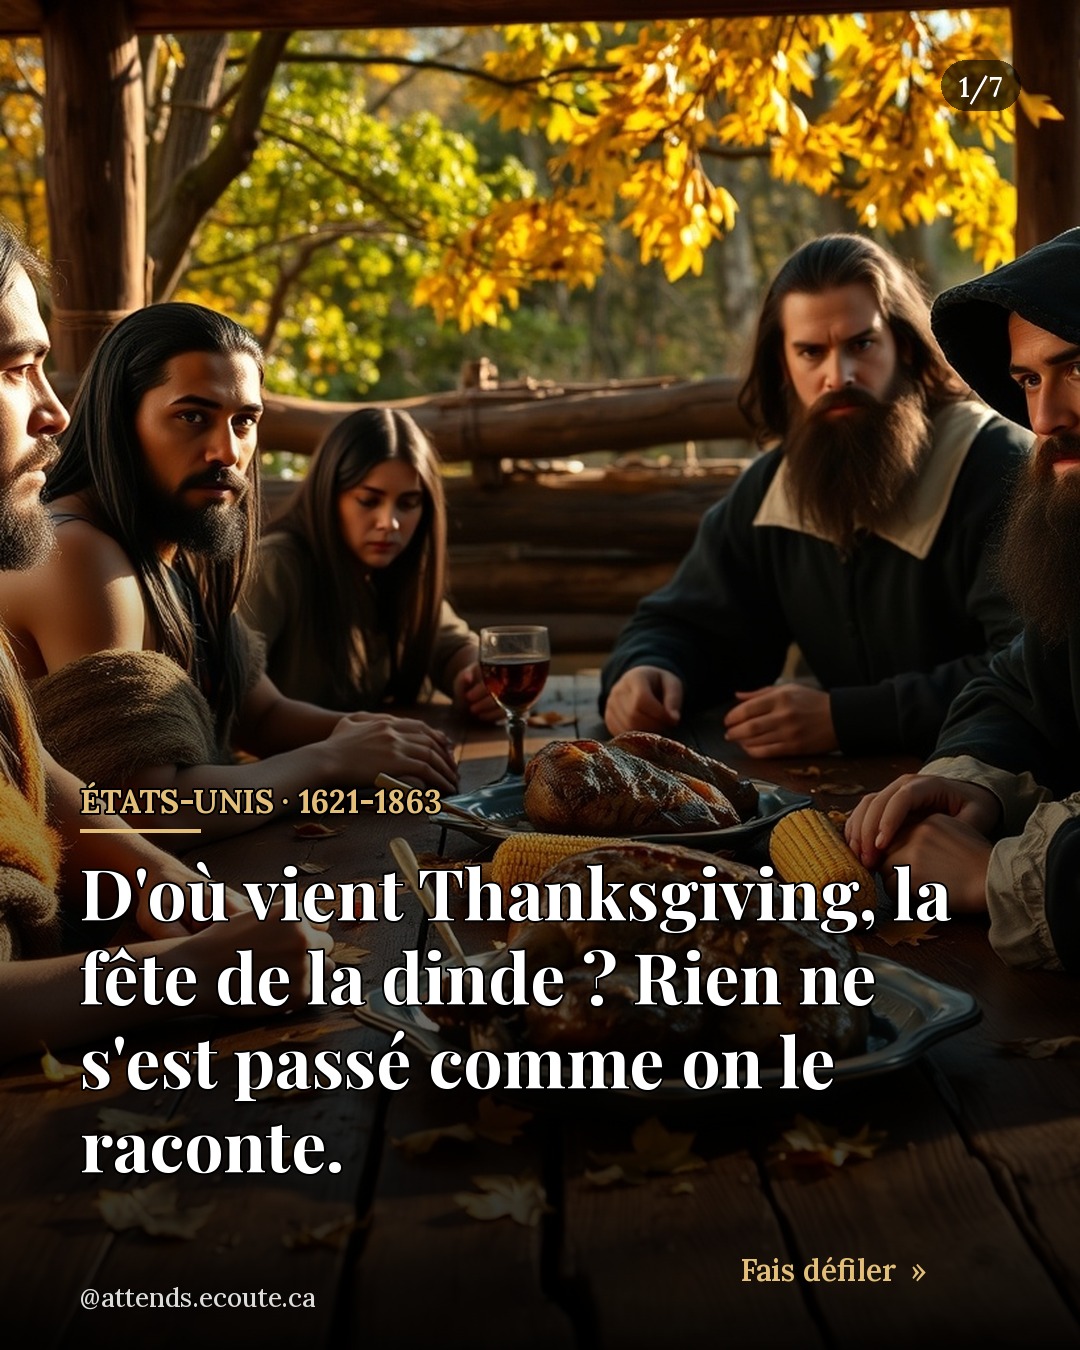 1/7
ÉTATS-UNIS · 1621-1863
D'où vient Thanksgiving, la
fête de la dinde ? Rien ne
s'est passé comme on le
raconte.
Fais défiler »
@attends.ecoute.ca